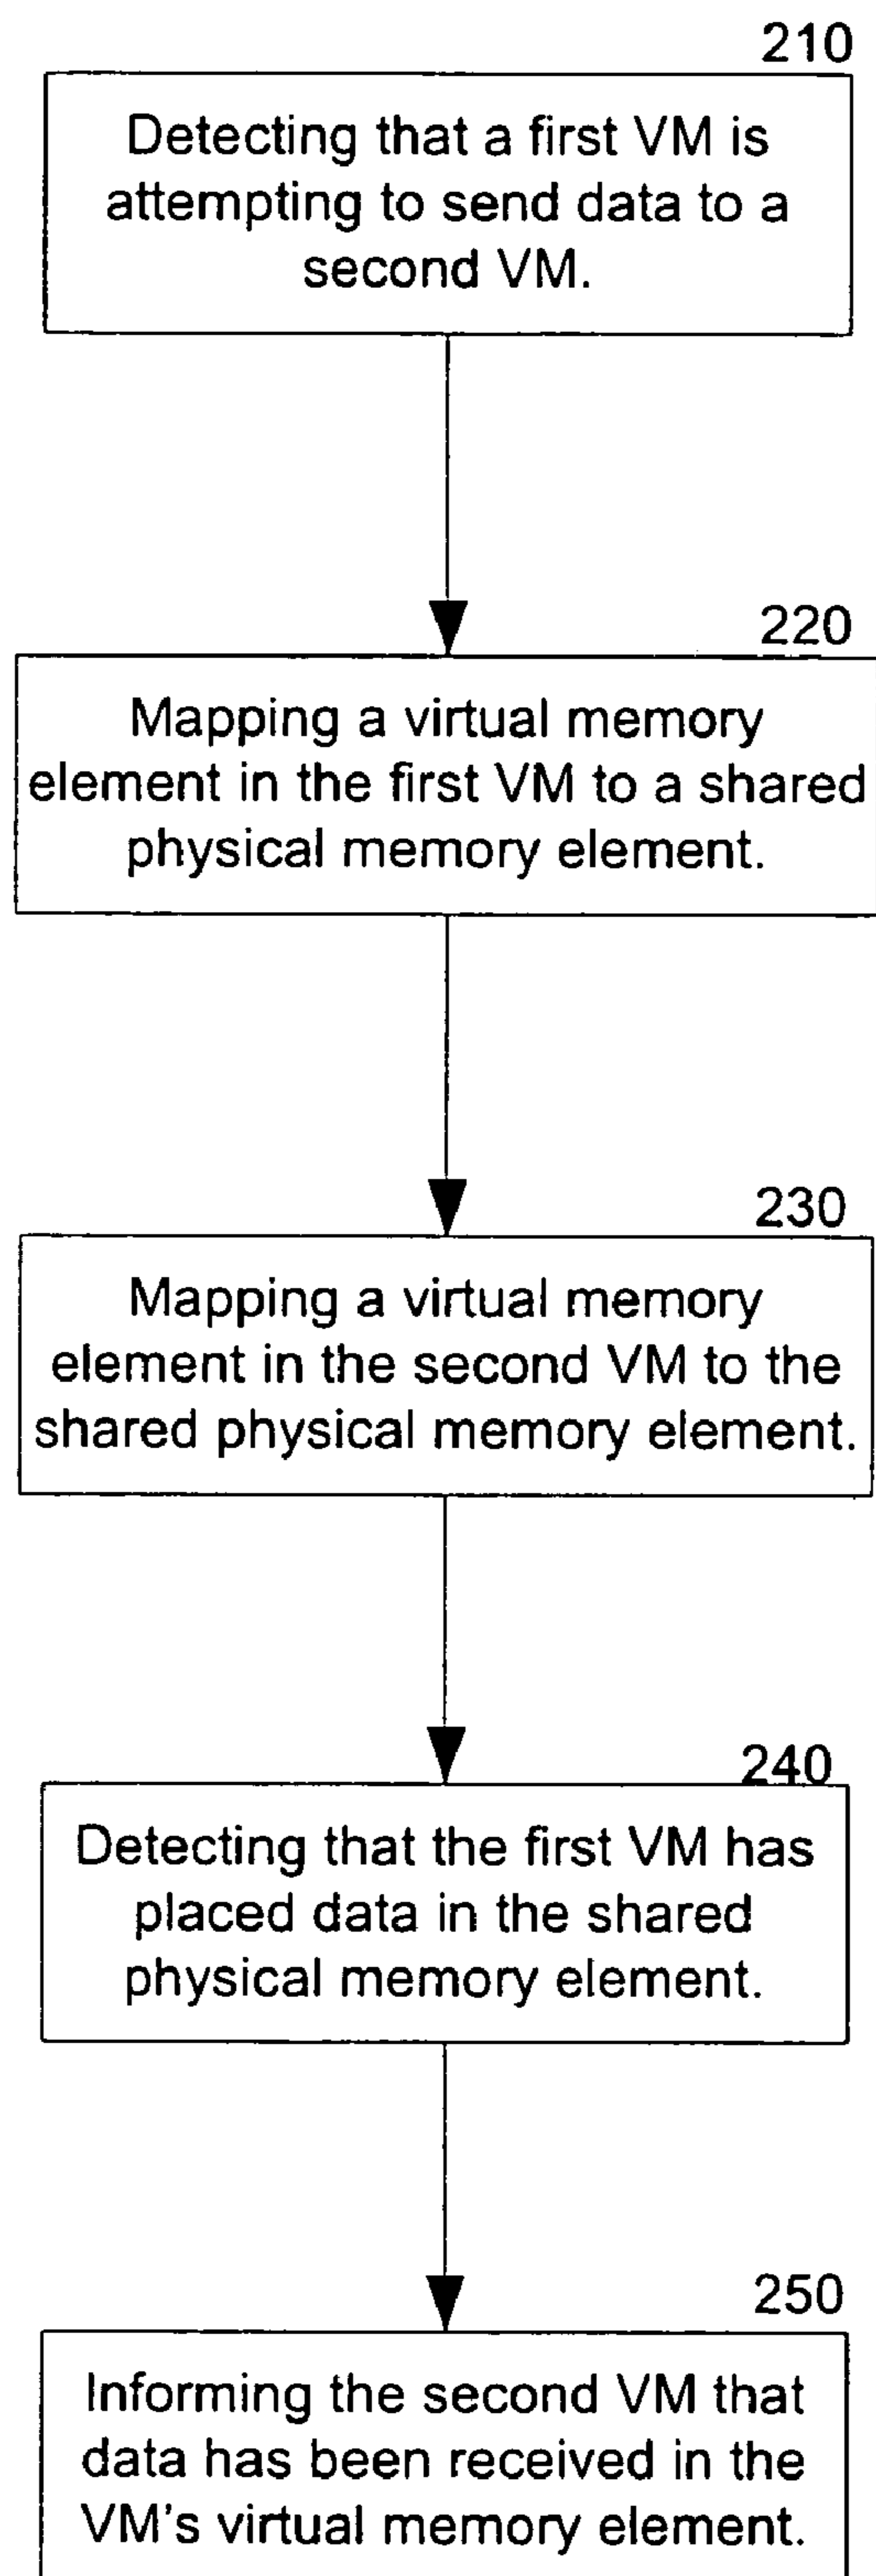 210
Detecting that a first VM is
attempting to send data to a
second VM.
220
Mapping a virtual memory
element in the first VM to a shared
physical memory element.
230
Mapping a virtual memory
element in the second VM to the
shared physical memory element.
240
Detecting that the first VM has
placed data in the shared
physical memory element.
250
Informing the second VM that
data has been received in the
VM's virtual memory element.